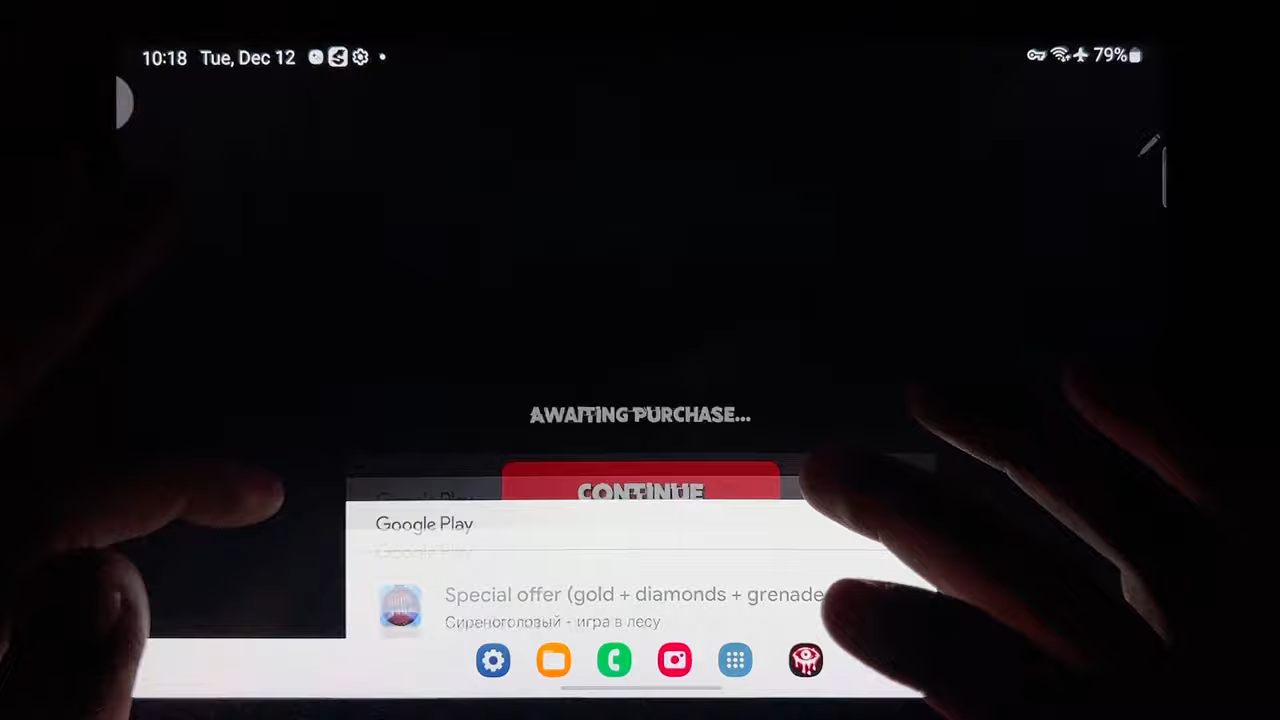 10:18 Tue, Dec 12
79%
AWAITING PURCHASE...
CONTINUE
Google Play
Special offer (gold + diamonds + grenade
Сиреноголовый - игра в лесу